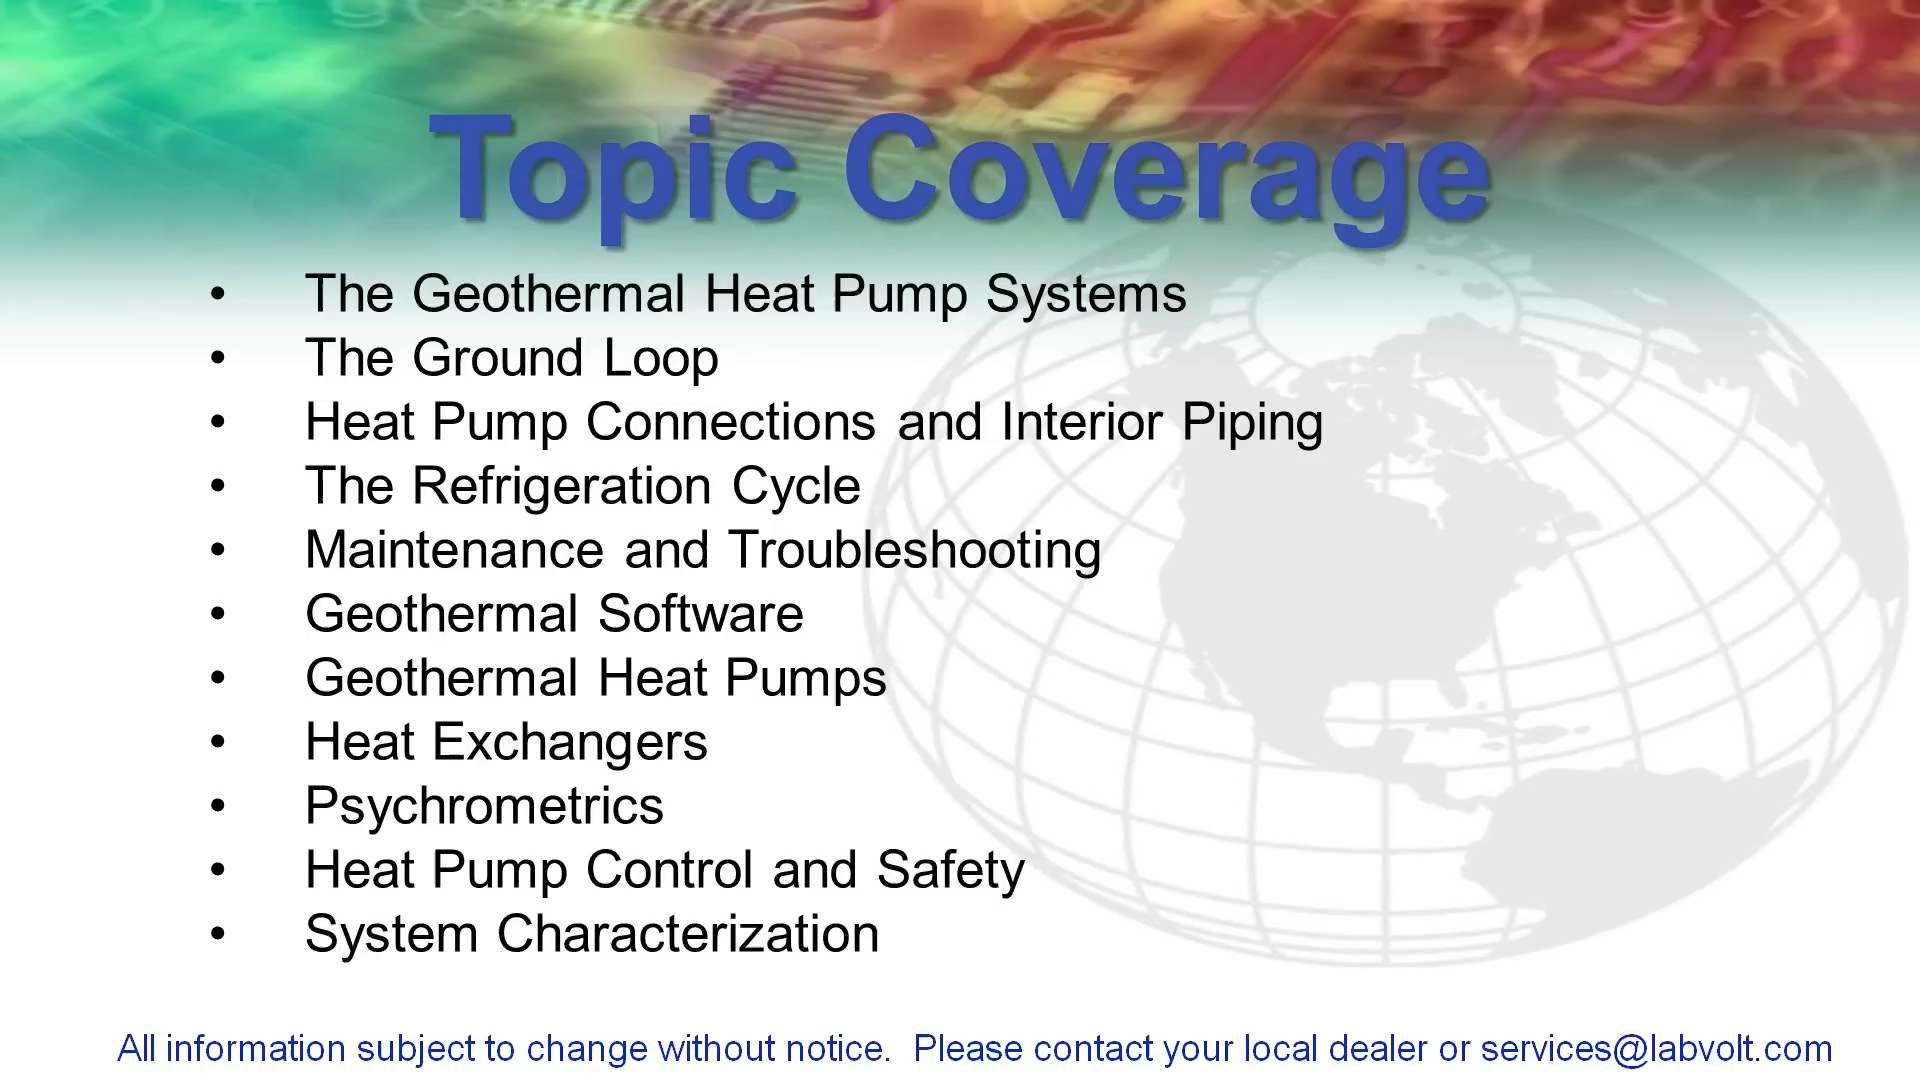 Topic Coverage
• The Geothermal Heat Pump Systems
• The Ground Loop
• Heat Pump Connections and Interior Piping
• The Refrigeration Cycle
• Maintenance and Troubleshooting
• Geothermal Software
• Geothermal Heat Pumps
• Heat Exchangers
• Psychrometrics
• Heat Pump Control and Safety
• System Characterization
All information subject to change without notice.  Please contact your local dealer or services@labvolt.com